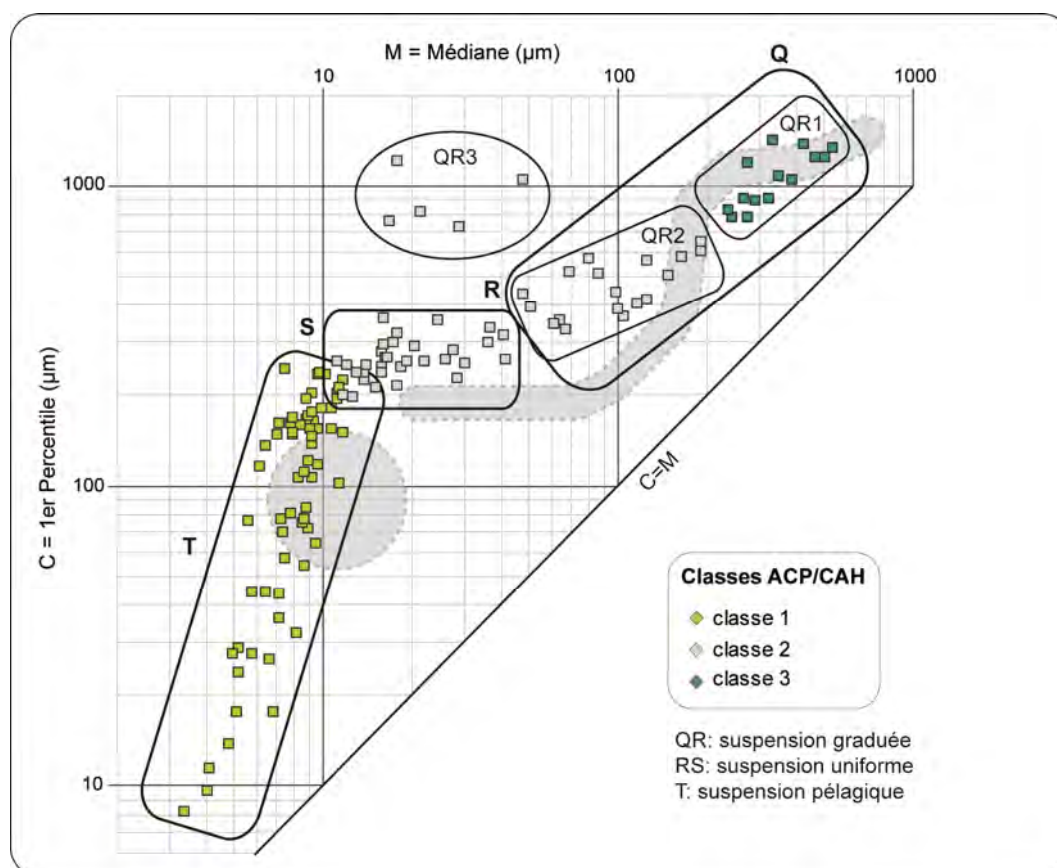 M = Médiane (µm)
Q
10
100
1000
QR1
QR3
1000
QR2
R
S
C = 1er Percentile (µm)
100
C=M
T
Classes ACP/CAH
classe 1
classe 2
classe 3
QR: suspension graduée
RS: suspension uniforme
T: suspension pélagique
10